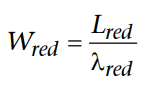 W_red = L_red / λ_red